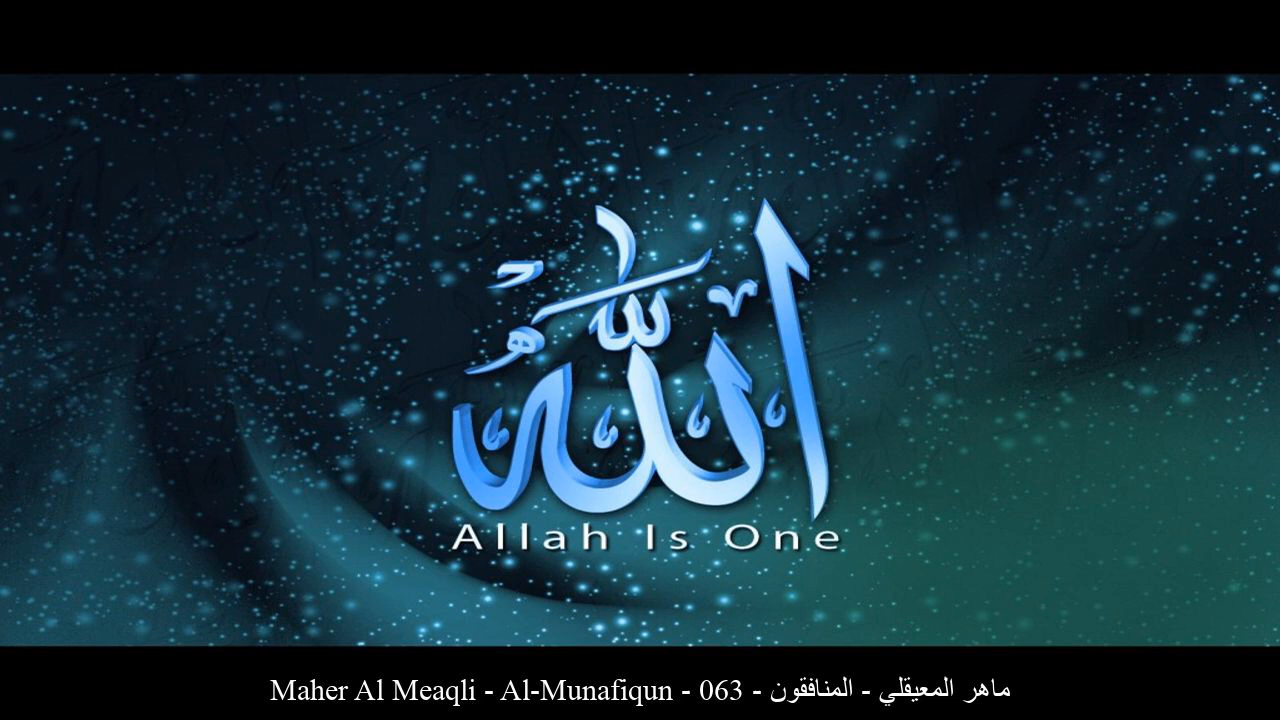 الله
Allah Is One
Maher Al Meaqli - Al-Munafiqun - 063 - ماهر المعيقلي - المنافقون